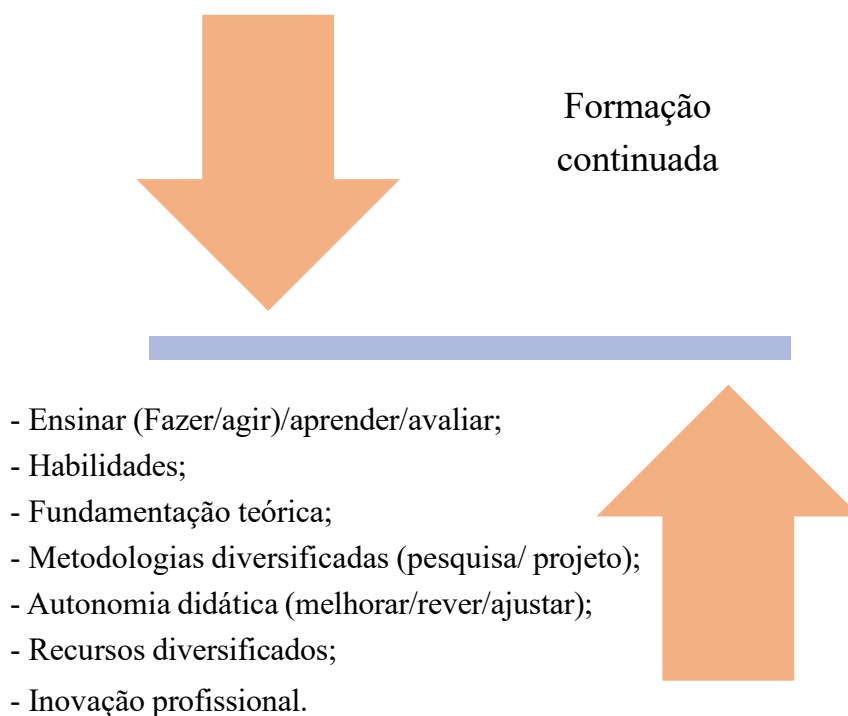 Formação
continuada
- Ensinar (Fazer/agir)/aprender/avaliar;
- Habilidades;
- Fundamentação teórica;
- Metodologias diversificadas (pesquisa/ projeto);
- Autonomia didática (melhorar/rever/ajustar);
- Recursos diversificados;
- Inovação profissional.